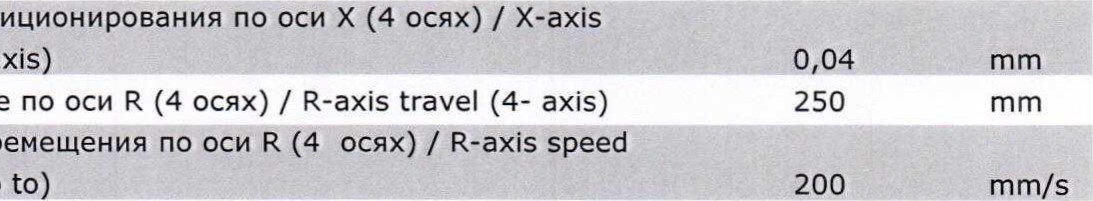 иционирования по оси X (4 осях) / X-axis
xis) 0,04 mm
е по оси R (4 осях) / R-axis travel (4- axis) 250 mm
ремещения по оси R (4 осях) / R-axis speed
to) 200 mm/s